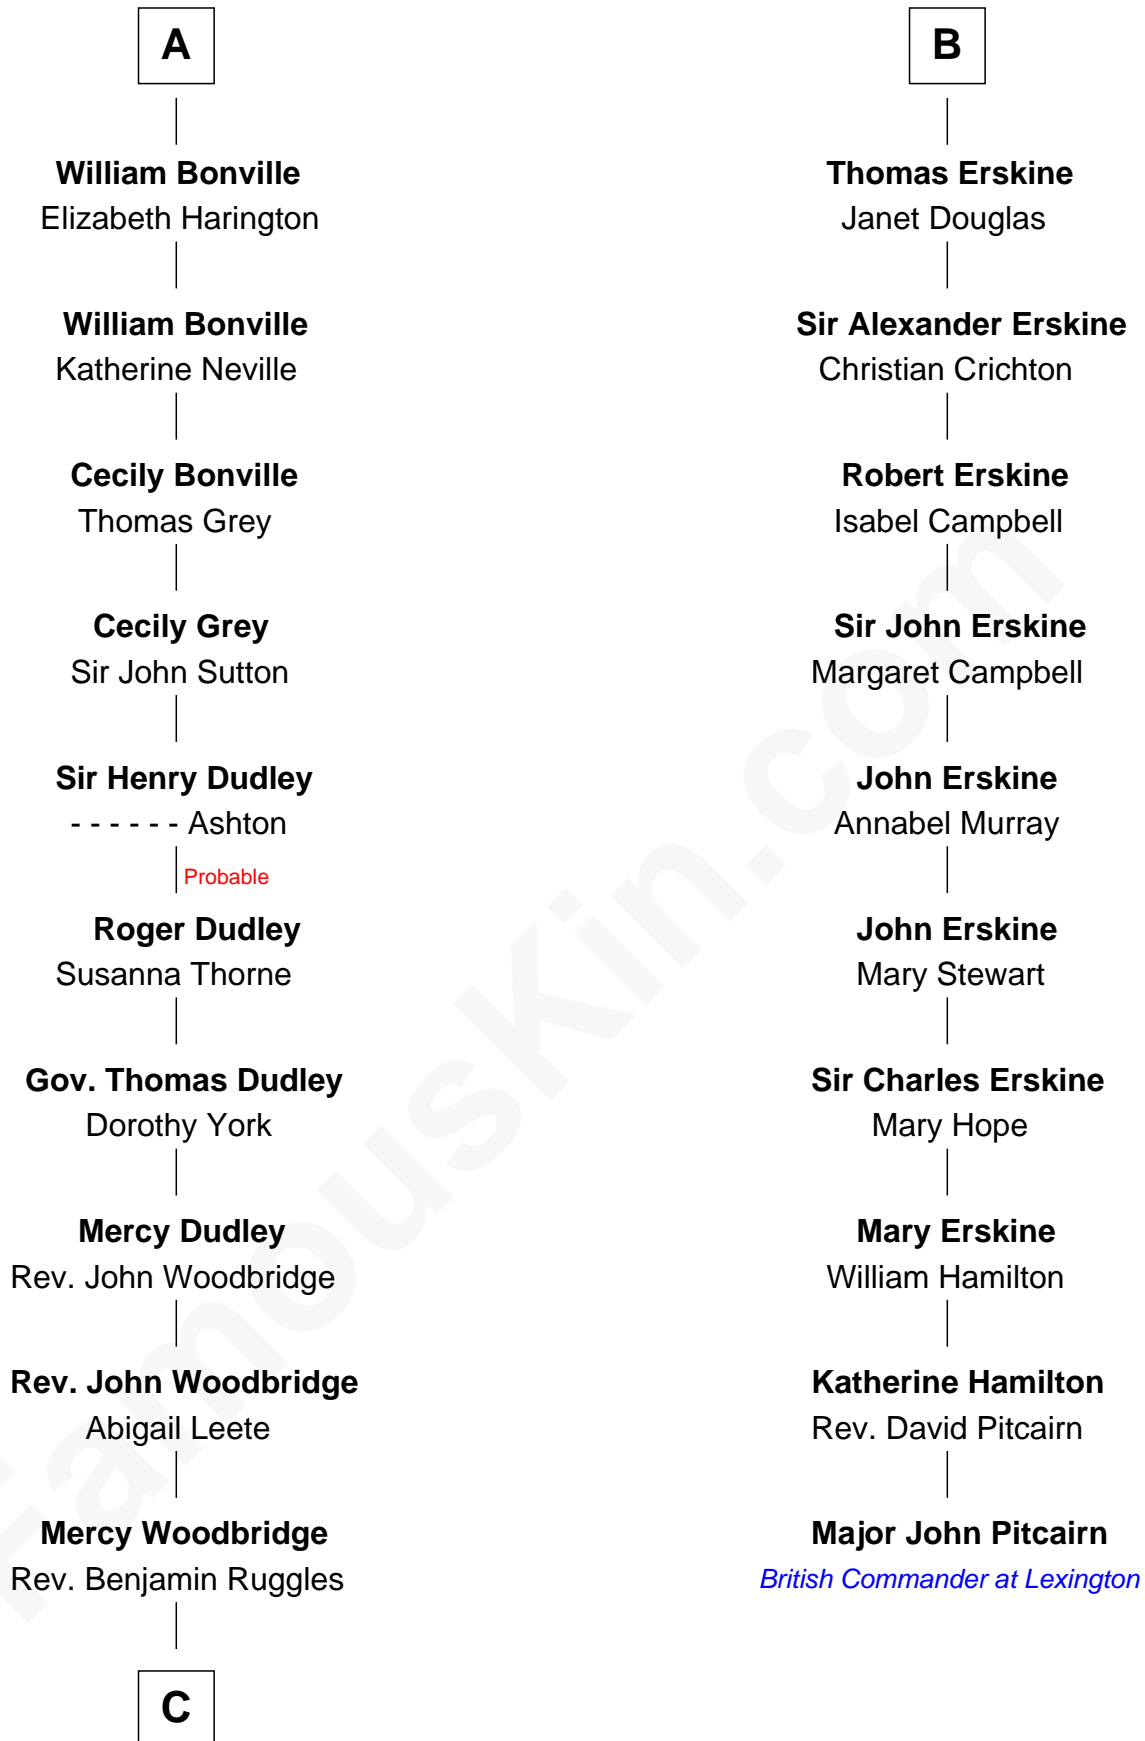 A
William Bonville
Elizabeth Harington
William Bonville
Katherine Neville
Cecily Bonville
Thomas Grey
Cecily Grey
Sir John Sutton
Sir Henry Dudley
- - - - - - Ashton
Probable
Roger Dudley
Susanna Thorne
Gov. Thomas Dudley
Dorothy York
Mercy Dudley
Rev. John Woodbridge
Rev. John Woodbridge
Abigail Leete
Mercy Woodbridge
Rev. Benjamin Ruggles
C
B
Thomas Erskine
Janet Douglas
Sir Alexander Erskine
Christian Crichton
Robert Erskine
Isabel Campbell
Sir John Erskine
Margaret Campbell
John Erskine
Annabel Murray
John Erskine
Mary Stewart
Sir Charles Erskine
Mary Hope
Mary Erskine
William Hamilton
Katherine Hamilton
Rev. David Pitcairn
Major John Pitcairn
British Commander at Lexington
FamousKin.com